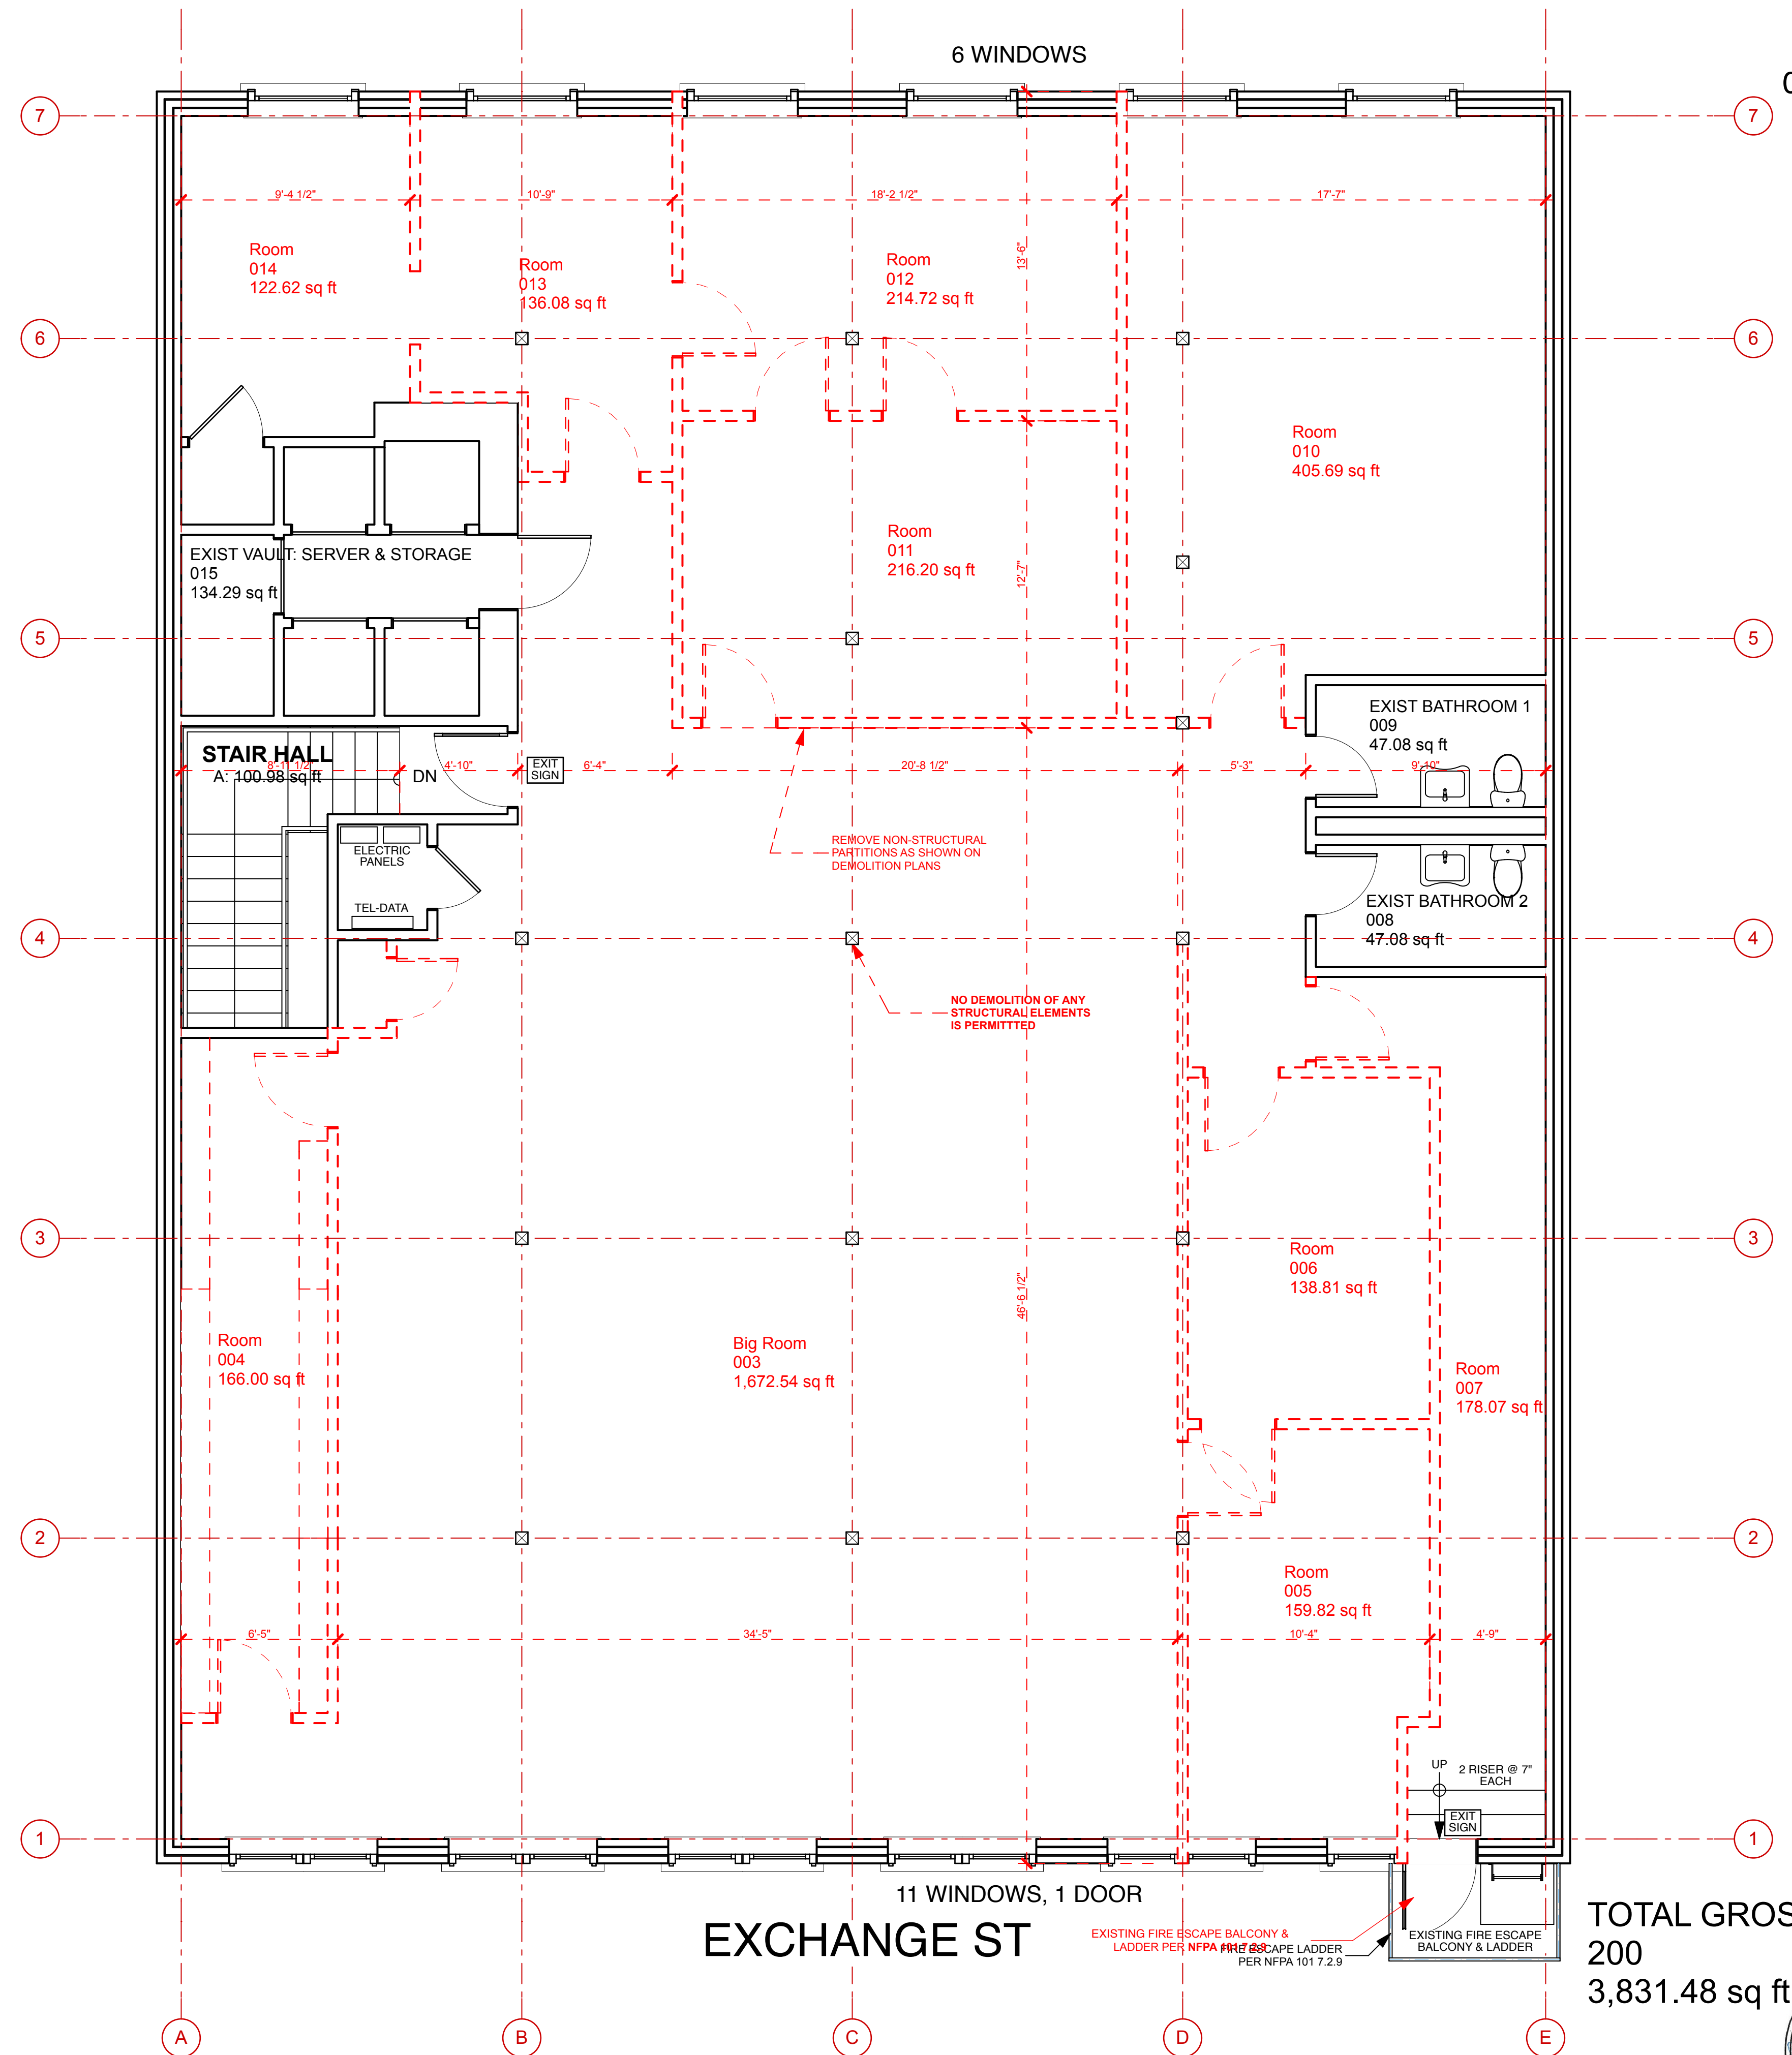 6 WINDOWS
7
7
9'-4 1/2"
10'-9"
18'-2 1/2"
17'-7"
13'-6"
Room
014
122.62 sq ft
Room
013
136.08 sq ft
Room
012
214.72 sq ft
6
6
Room
010
405.69 sq ft
Room
011
216.20 sq ft
12'-7"
EXIST VAULT: SERVER & STORAGE
015
134.29 sq ft
5
5
EXIST BATHROOM 1
009
47.08 sq ft
STAIR HALL
A: 100.98 sq ft
8'-11 1/2"
DN
4'-10"
EXIT
SIGN
6'-4"
20'-8 1/2"
5'-3"
9'-10"
REMOVE NON-STRUCTURAL
PARTITIONS AS SHOWN ON
DEMOLITION PLANS
ELECTRIC
PANELS
TEL-DATA
EXIST BATHROOM 2
008
47.08 sq ft
4
4
NO DEMOLITION OF ANY
STRUCTURAL ELEMENTS
IS PERMITTTED
3
3
Room
006
138.81 sq ft
46'-6 1/2"
Room
004
166.00 sq ft
Big Room
003
1,672.54 sq ft
Room
007
178.07 sq ft
2
2
Room
005
159.82 sq ft
6'-5"
34'-5"
10'-4"
4'-9"
UP
2 RISER @ 7"
EACH
EXIT
SIGN
1
1
11 WINDOWS, 1 DOOR
EXCHANGE ST
EXISTING FIRE ESCAPE BALCONY &
LADDER PER NFPA 101 7.2.9
FIRE ESCAPE LADDER
PER NFPA 101 7.2.9
EXISTING FIRE ESCAPE
BALCONY & LADDER
TOTAL GROS
200
3,831.48 sq ft
A
B
C
D
E